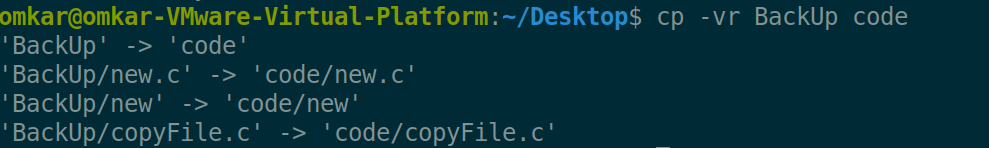 omkar@omkar-VMware-Virtual-Platform:~/Desktop$ cp -vr BackUp code
'BackUp' -> 'code'
'BackUp/new.c' -> 'code/new.c'
'BackUp/new' -> 'code/new'
'BackUp/copyFile.c' -> 'code/copyFile.c'